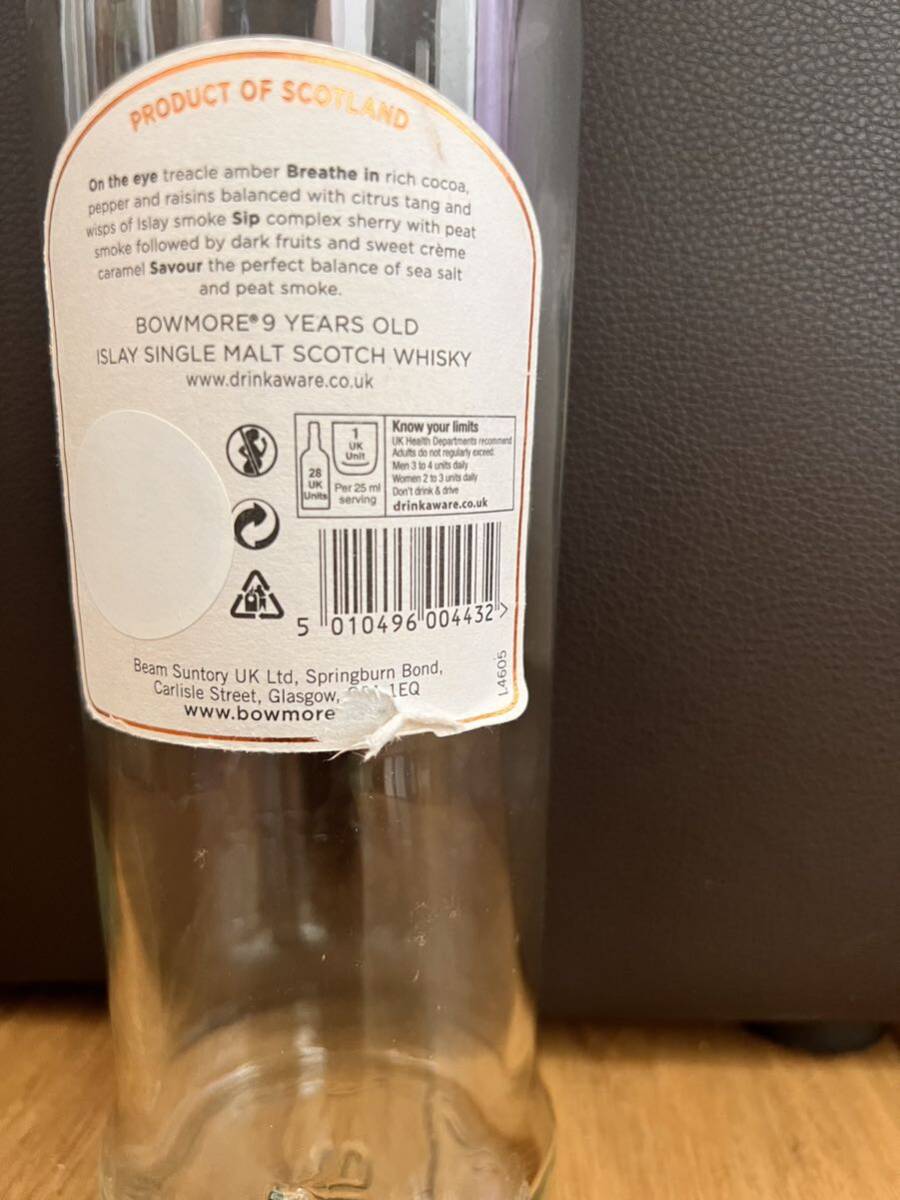 PRODUCT OF SCOTLAND
On the eye treacle amber Breathe in rich cocoa,
pepper and raisins balanced with citrus tang and
wisps of Islay smoke Sip complex sherry with peat
smoke followed by dark fruits and sweet crème
caramel Savour the perfect balance of sea salt
and peat smoke.
BOWMORE® 9 YEARS OLD
ISLAY SINGLE MALT SCOTCH WHISKY
www.drinkaware.co.uk
28
UK
Units
1
UK
Unit
Per 25 ml
serving
Know your limits
UK Health Departments recommend
Adults do not regularly exceed
Men 3 to 4 units daily
Women 2 to 3 units daily
Don't drink & drive
drinkaware.co.uk
5 010496 004432 >
Beam Suntory UK Ltd, Springburn Bond,
Carlisle Street, Glasgow, 1EQ
www.bowmore
L4605